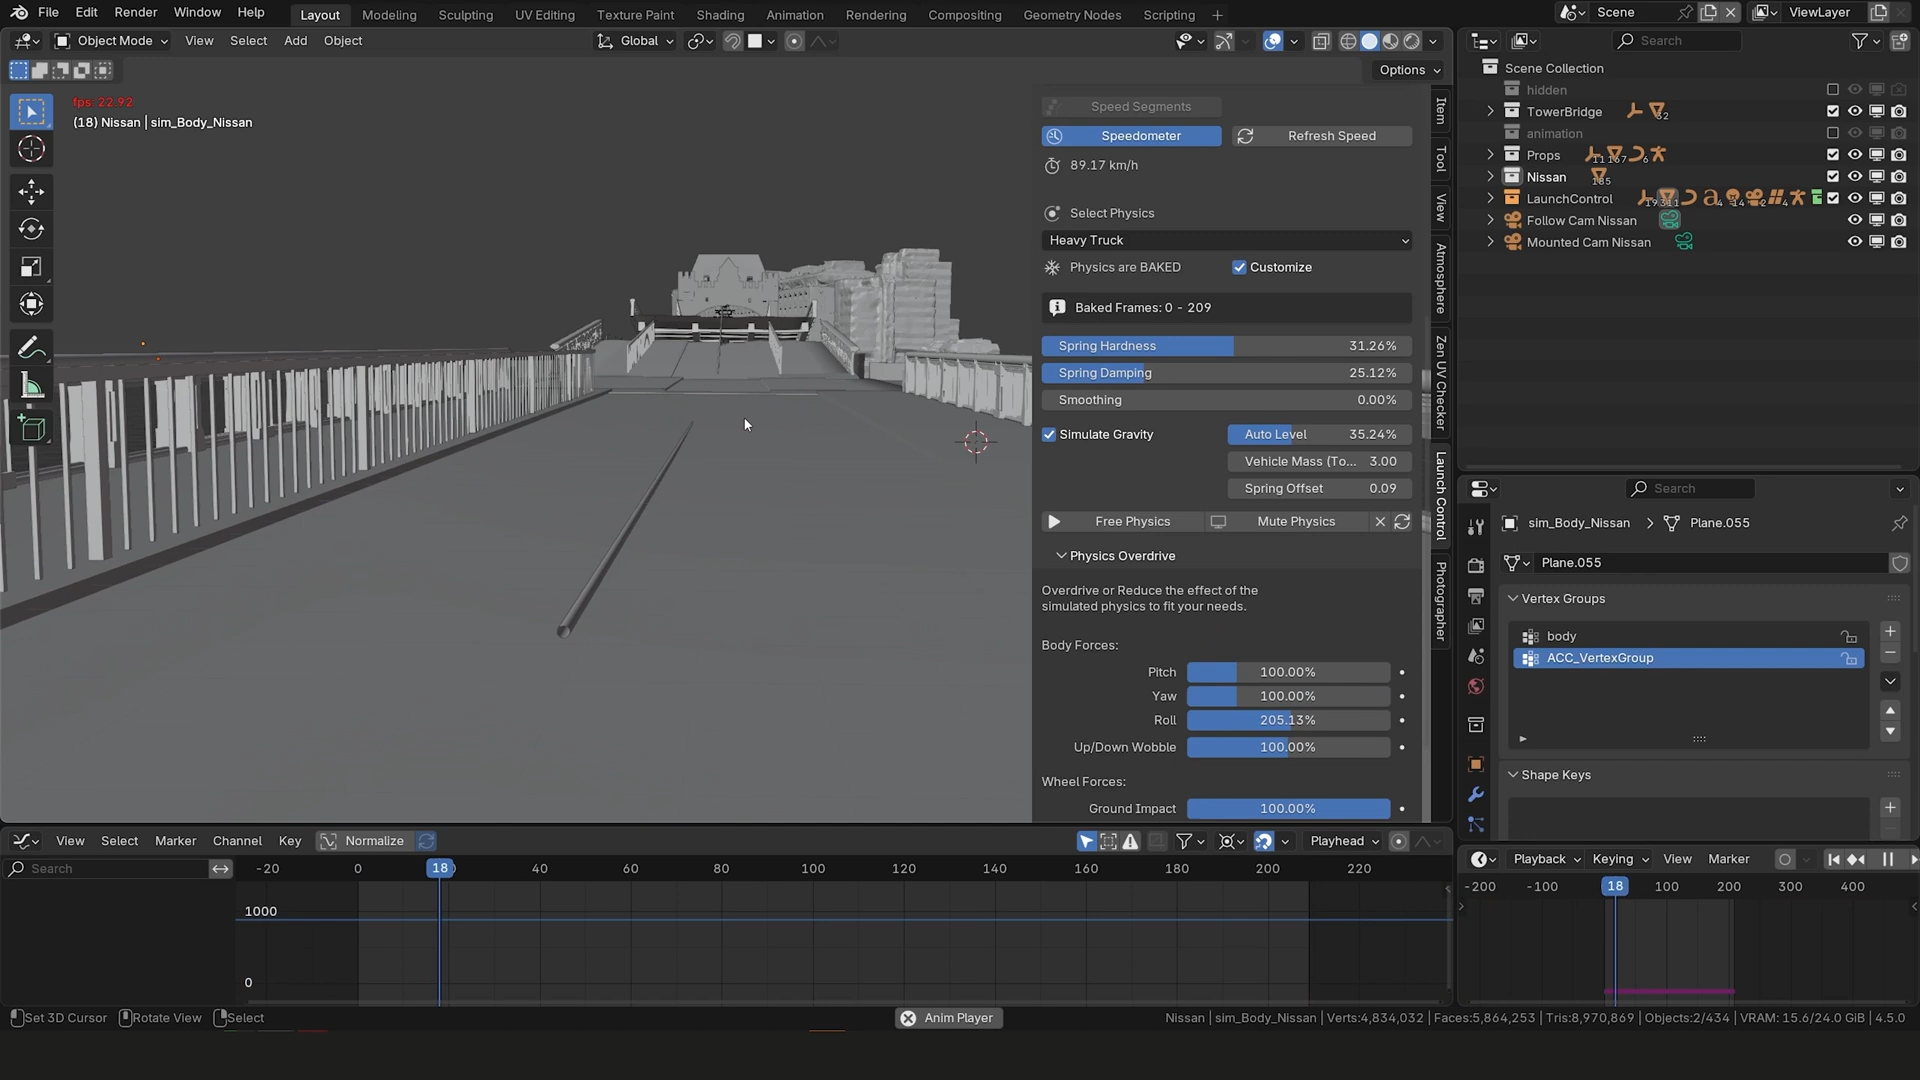 File Edit Render Window Help
Layout Modeling Sculpting UV Editing Texture Paint Shading Animation Rendering Compositing Geometry Nodes Scripting +
Scene
ViewLayer
Object Mode View Select Add Object
Global
Options
fps: 22.92
(18) Nissan | sim_Body_Nissan
Speed Segments
Speedometer
Refresh Speed
89.17 km/h
Select Physics
Heavy Truck
Physics are BAKED
Customize
Baked Frames: 0 - 209
Spring Hardness 31.26%
Spring Damping 25.12%
Smoothing 0.00%
Simulate Gravity
Auto Level 35.24%
Vehicle Mass (To... 3.00
Spring Offset 0.09
Free Physics
Mute Physics
Physics Overdrive
Overdrive or Reduce the effect of the
simulated physics to fit your needs.
Body Forces:
Pitch 100.00%
Yaw 100.00%
Roll 205.13%
Up/Down Wobble 100.00%
Wheel Forces:
Ground Impact 100.00%
Item
Tool
View
Atmosphere
Zen UV Checker
Launch Control
Photographer
Search
Scene Collection
hidden
TowerBridge 32
animation
Props 11 167 6
Nissan 185
LaunchControl
Follow Cam Nissan
Mounted Cam Nissan
Search
sim_Body_Nissan > Plane.055
Plane.055
Vertex Groups
body
ACC_VertexGroup
Shape Keys
View Select Marker Channel Key Normalize
Playhead
Search
-20 0 18 40 60 80 100 120 140 160 180 200 220
1000
0
Playback Keying View Marker
-200 -100 18 100 200 300 400
Set 3D Cursor Rotate View Select
Anim Player
Nissan | sim_Body_Nissan | Verts:4,834,032 | Faces:5,864,253 | Tris:8,970,869 | Objects:2/434 | VRAM: 15.6/24.0 GiB | 4.5.0